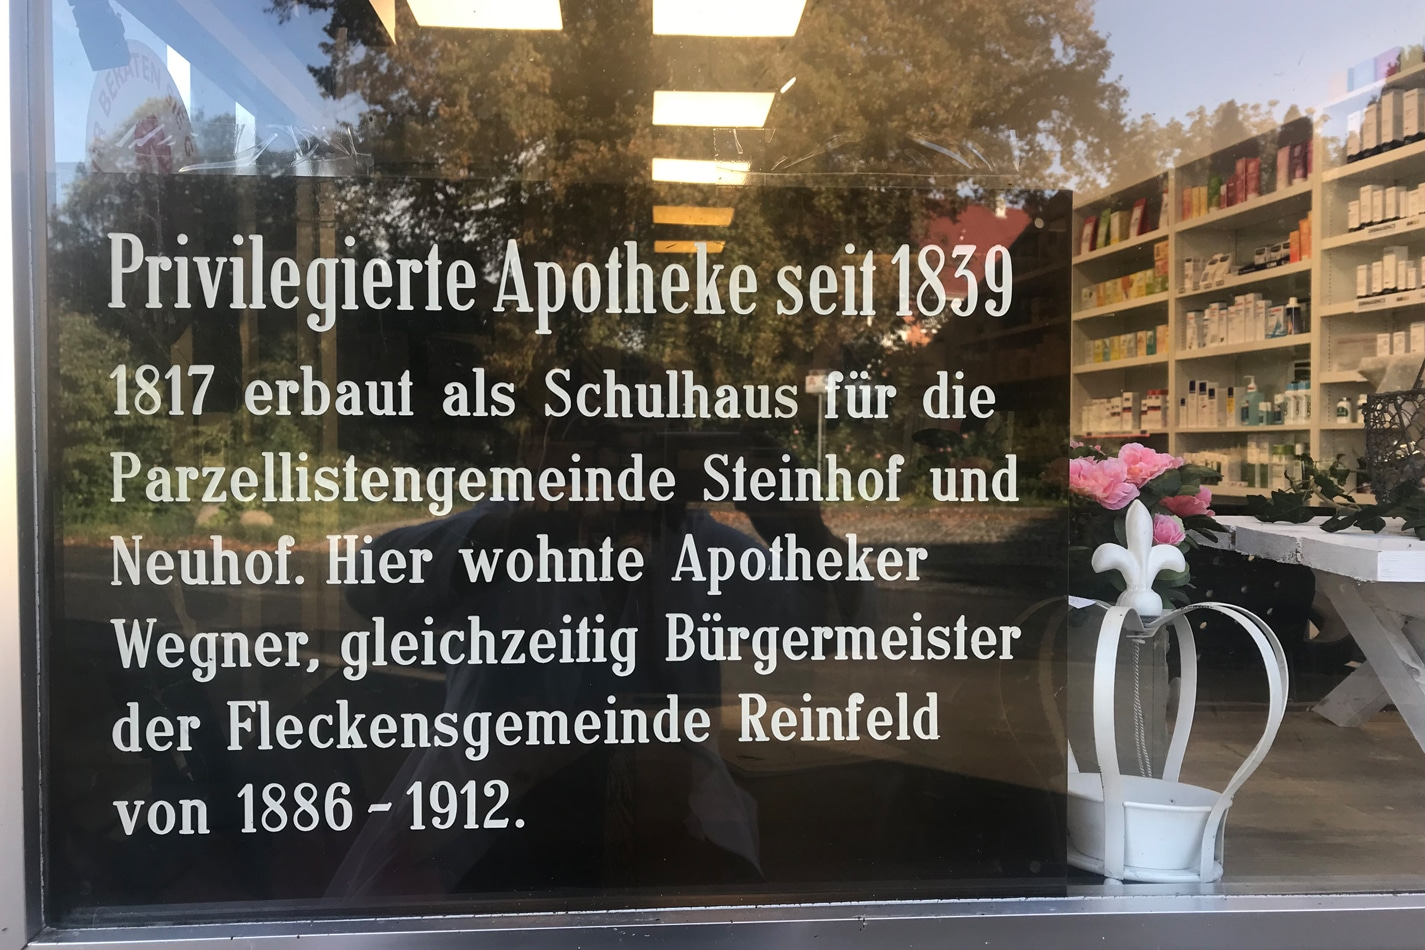 BERATEN
Privilegierte Apotheke seit 1839
1817 erbaut als Schulhaus für die
Parzellistengemeinde Steinhof und
Neuhof. Hier wohnte Apotheker
Wegner, gleichzeitig Bürgermeister
der Fleckensgemeinde Reinfeld
von 1886 - 1912.